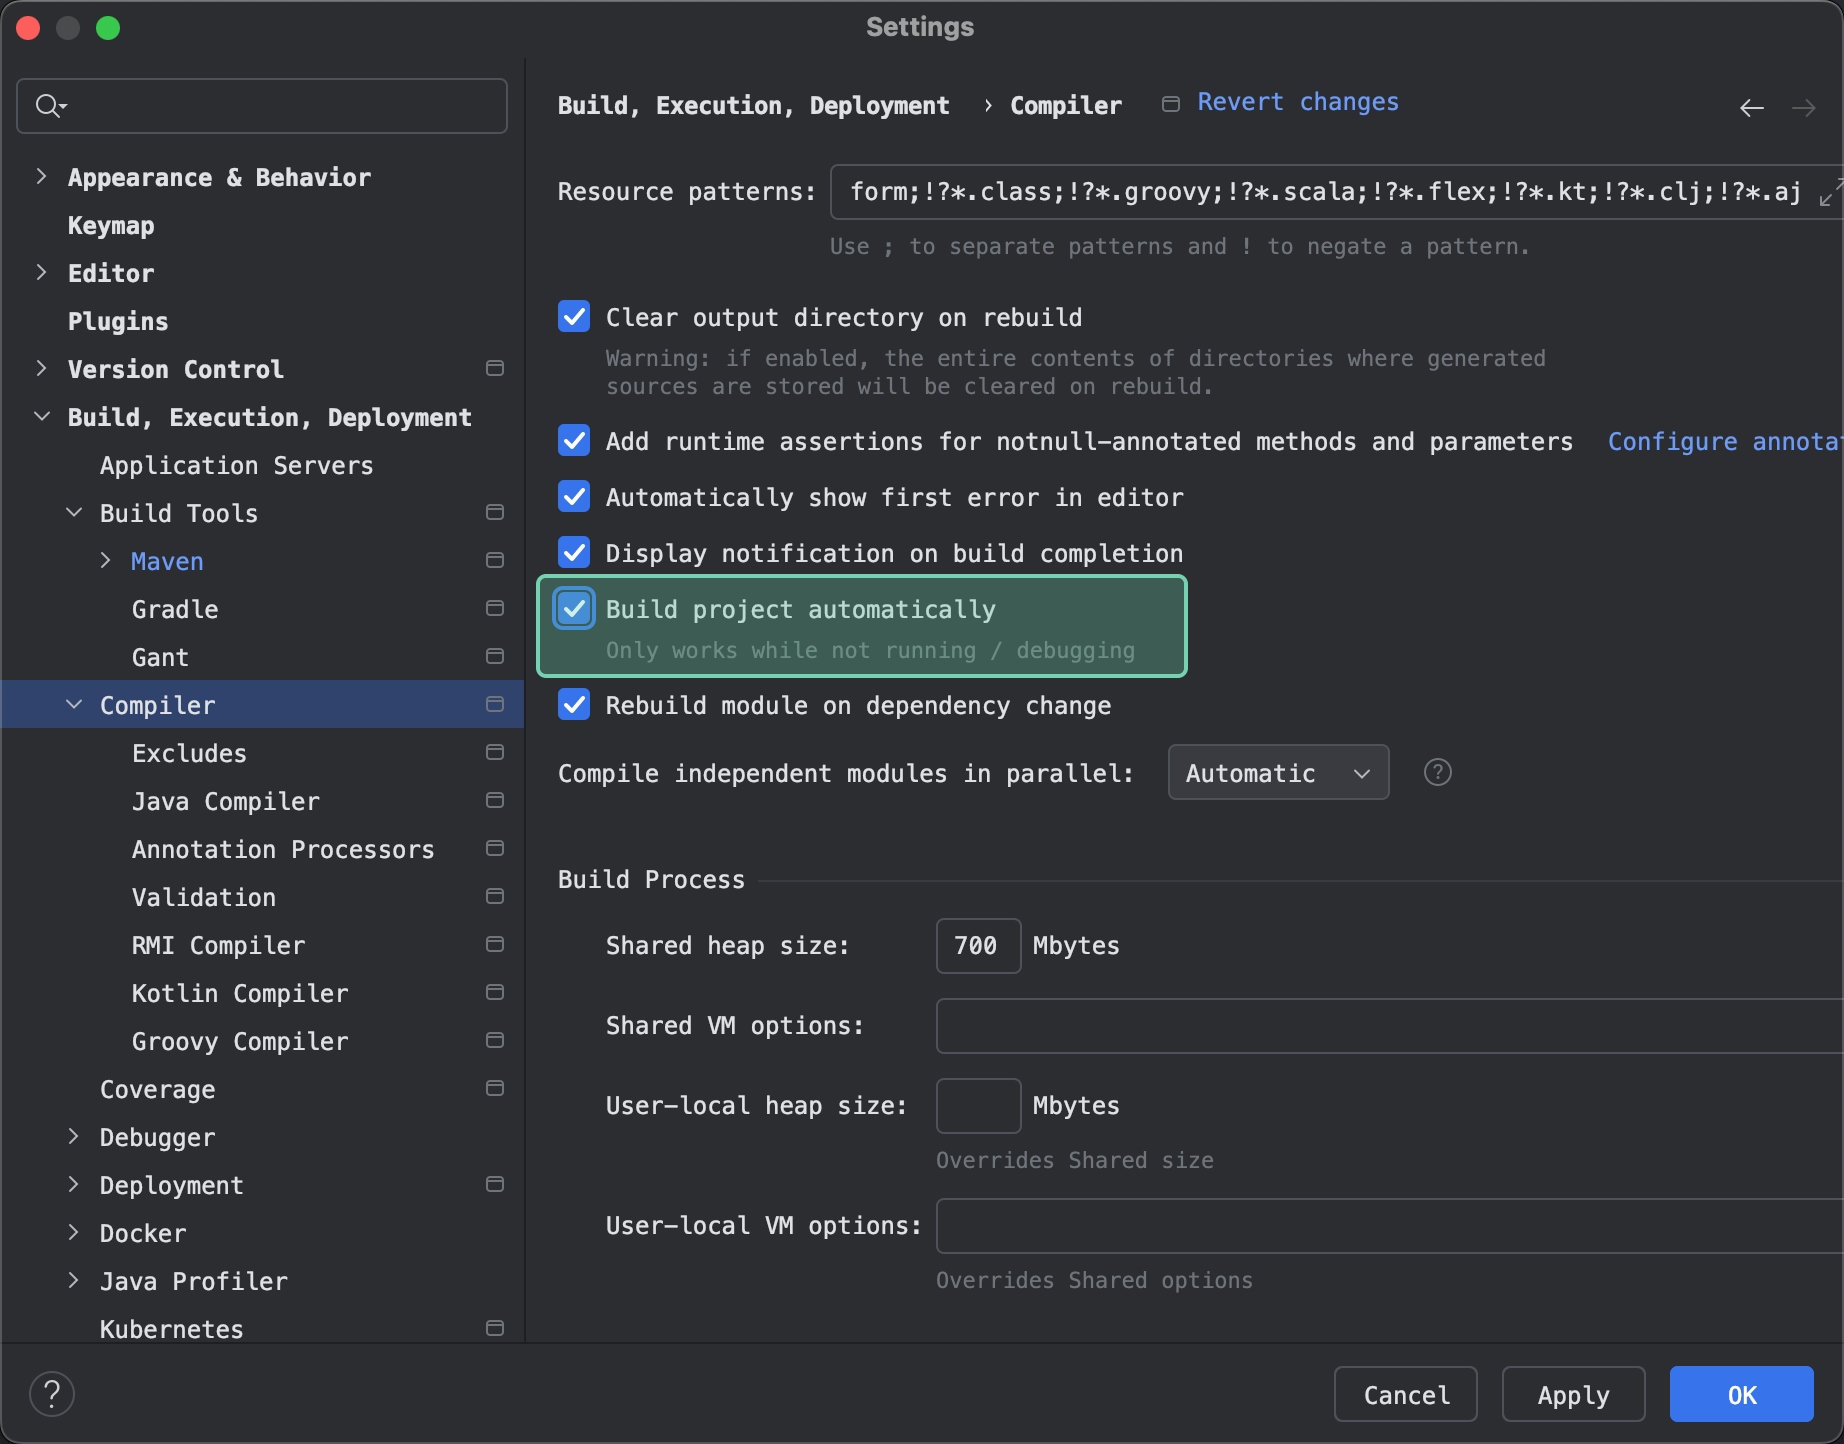 Settings
Appearance & Behavior
Keymap
Editor
Plugins
Version Control
Build, Execution, Deployment
Application Servers
Build Tools
Maven
Gradle
Gant
Compiler
Excludes
Java Compiler
Annotation Processors
Validation
RMI Compiler
Kotlin Compiler
Groovy Compiler
Coverage
Debugger
Deployment
Docker
Java Profiler
Kubernetes
Build, Execution, Deployment › Compiler Revert changes
Resource patterns: form;!?*.class;!?*.groovy;!?*.scala;!?*.flex;!?*.kt;!?*.clj;!?*.aj
Use ; to separate patterns and ! to negate a pattern.
Clear output directory on rebuild
Warning: if enabled, the entire contents of directories where generated
sources are stored will be cleared on rebuild.
Add runtime assertions for notnull-annotated methods and parameters Configure annota
Automatically show first error in editor
Display notification on build completion
Build project automatically
Only works while not running / debugging
Rebuild module on dependency change
Compile independent modules in parallel: Automatic ?
Build Process
Shared heap size: 700 Mbytes
Shared VM options:
User-local heap size: Mbytes
Overrides Shared size
User-local VM options:
Overrides Shared options
? Cancel Apply OK